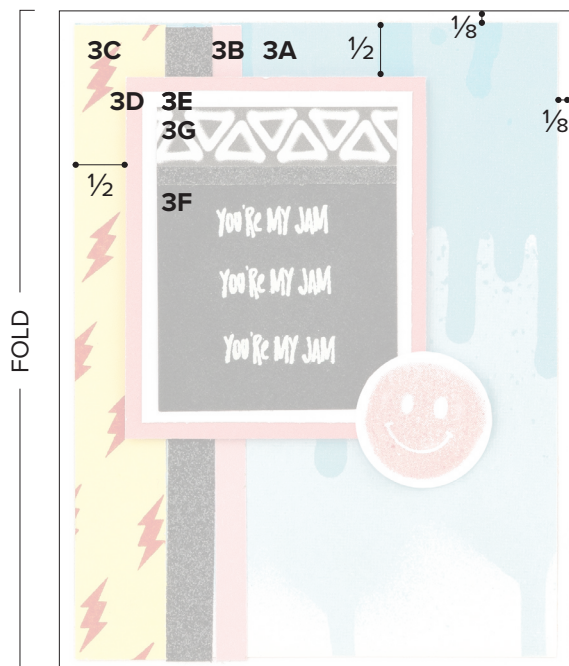 ⅛
3C 3B 3A ½
3D 3E ⅛
3G
½
3F
YOU'Re MY JAM
YOU'Re MY JAM
YOU'Re MY JAM
FOLD